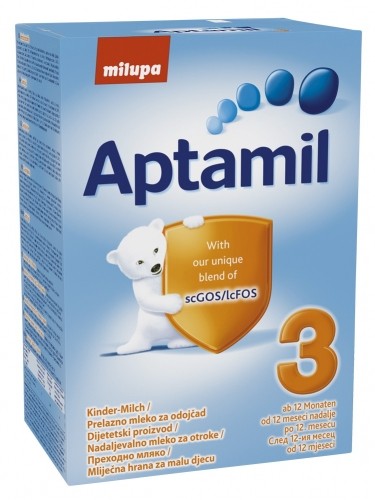 milupa
Aptamil
With
our unique
blend of
scGOS/lcFOS
3
Kinder-Milch /
Prelazno mleko za odojčad
Dijetetski proizvod /
Nadaljevalno mleko za otroke /
Преходно мляко /
Mliječna hrana za malu djecu
ab 12 Monaten
od 12 meseci nadalje
po 12. mesecu
След 12-ия месец
od 12 mjeseci